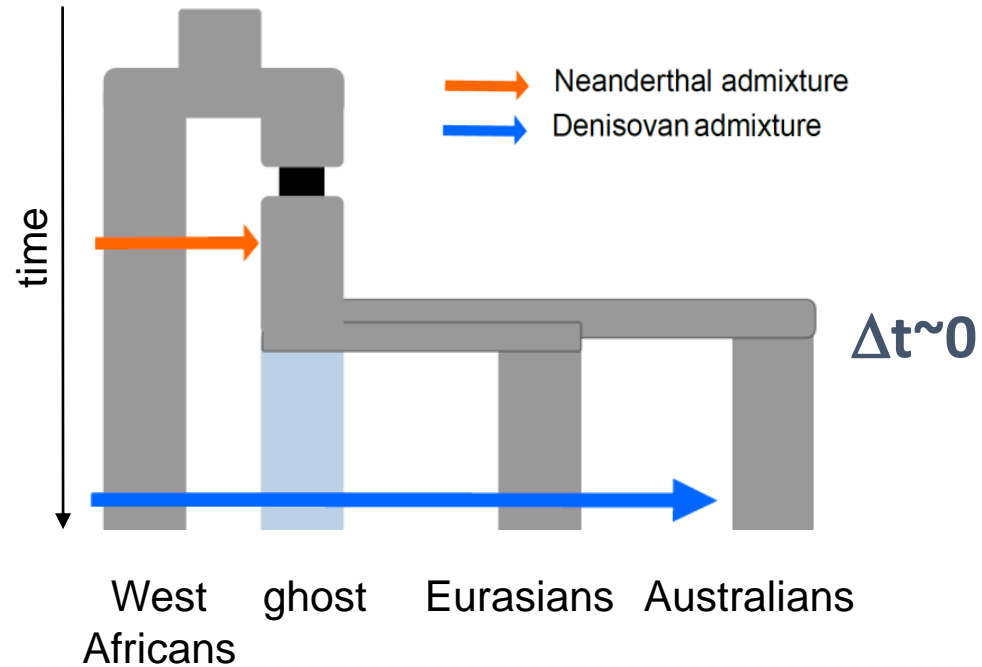 Neanderthal admixture
Denisovan admixture
time
Δt~0
West ghost Eurasians Australians
Africans